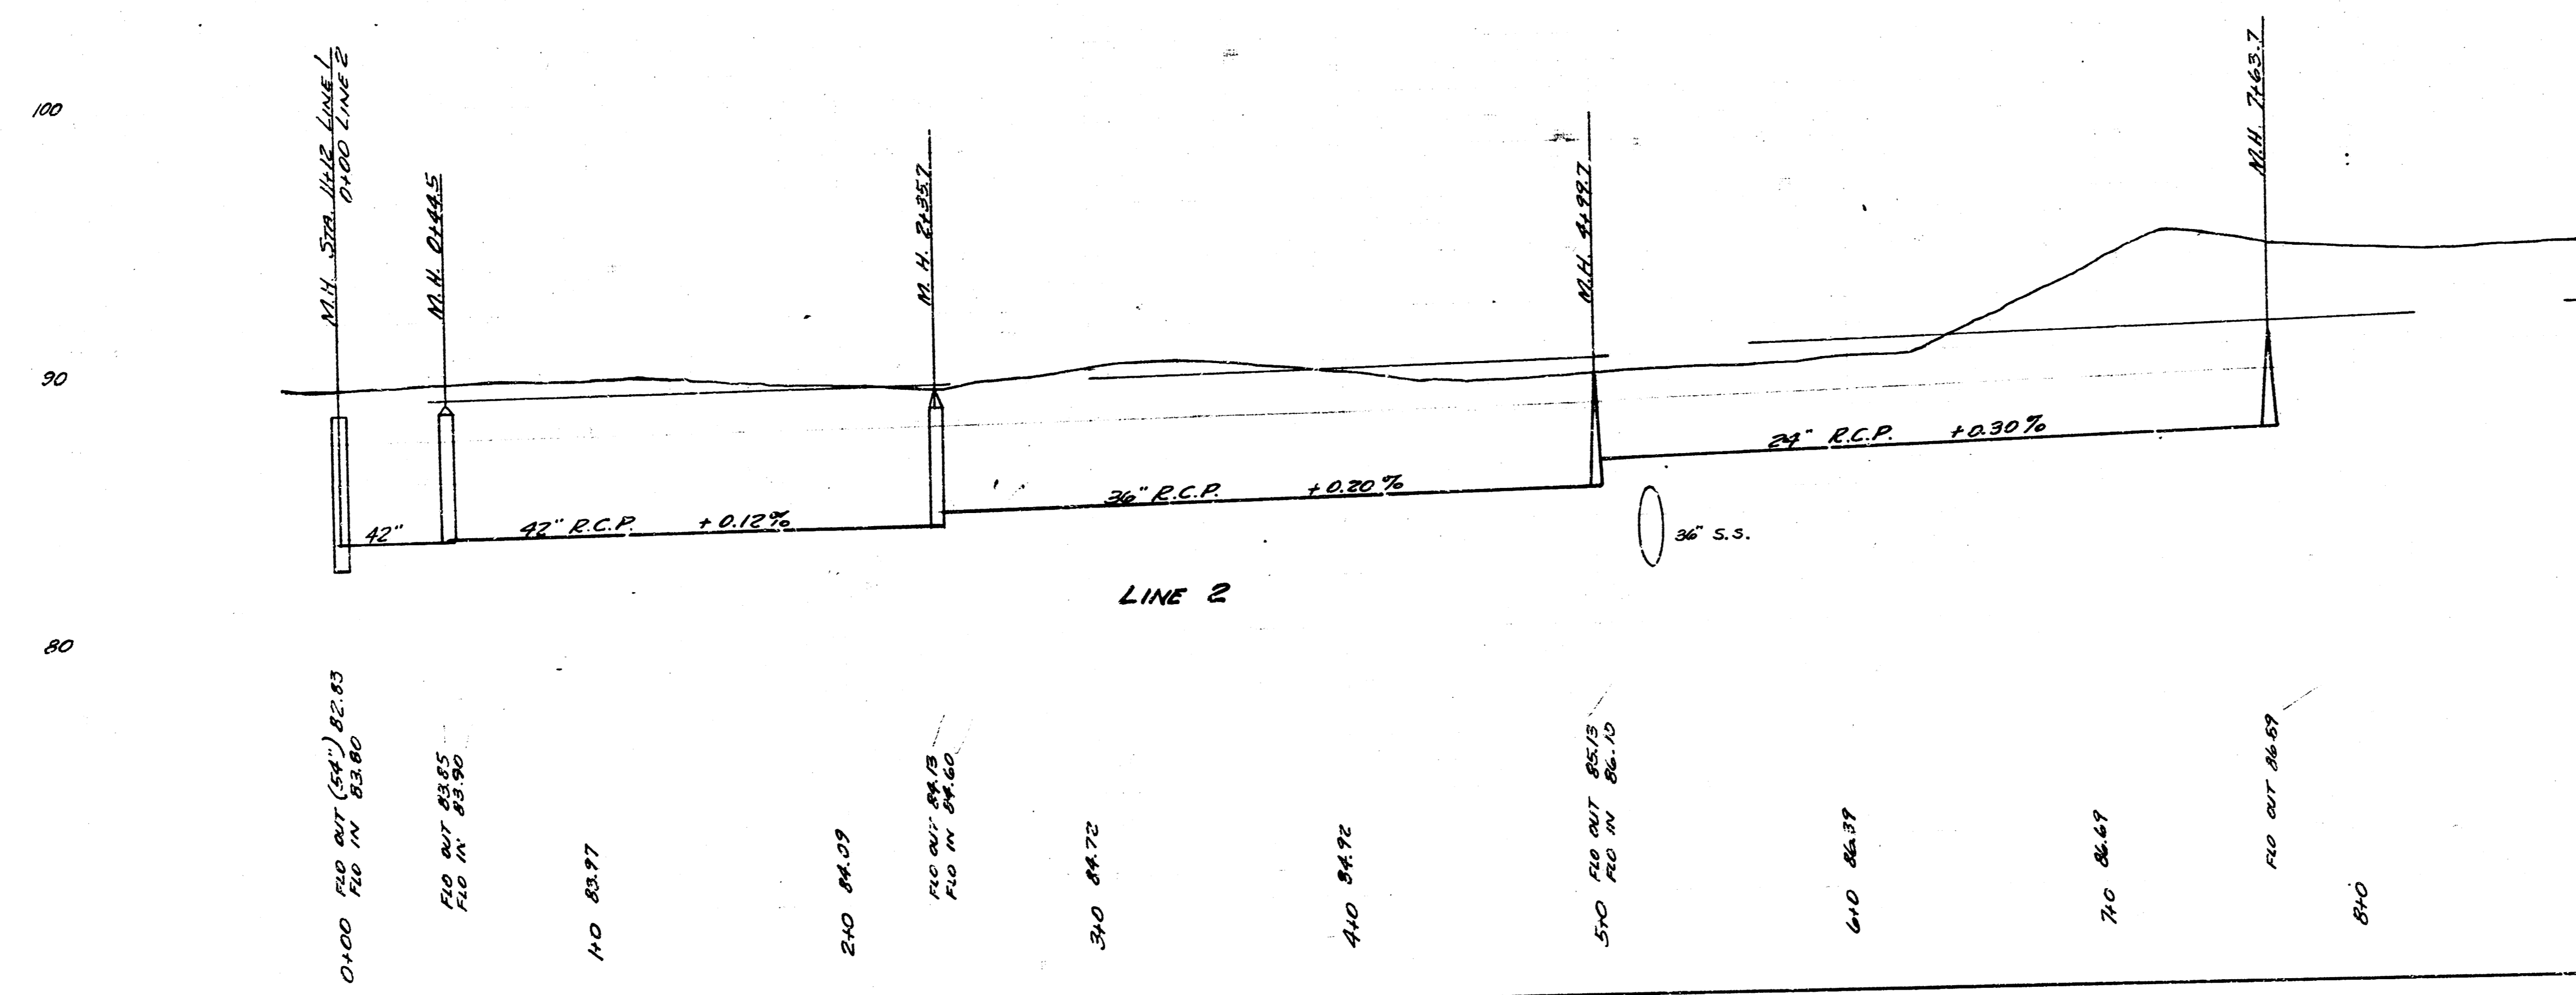 100
90
80
M.H. STA. 11+12 LINE 1
0+00 LINE 2
M.H. 0+44.5
M.H. 2+35.7
M.H. 4+99.7
M.H. 7+63.7
42"
42" R.C.P. +0.12%
36" R.C.P. +0.20%
24" R.C.P. +0.30%
36" S.S.
LINE 2
0+00 FLO OUT (54") 82.83
FLO IN 83.80
FLO OUT 83.85
FLO IN 83.90
1+0 83.97
2+0 84.09
FLO OUT 84.13
FLO IN 84.60
3+0 84.72
4+0 84.92
5+0 FLO OUT 85.13
FLO IN 86.10
6+0 86.39
7+0 86.69
FLO OUT
8+0